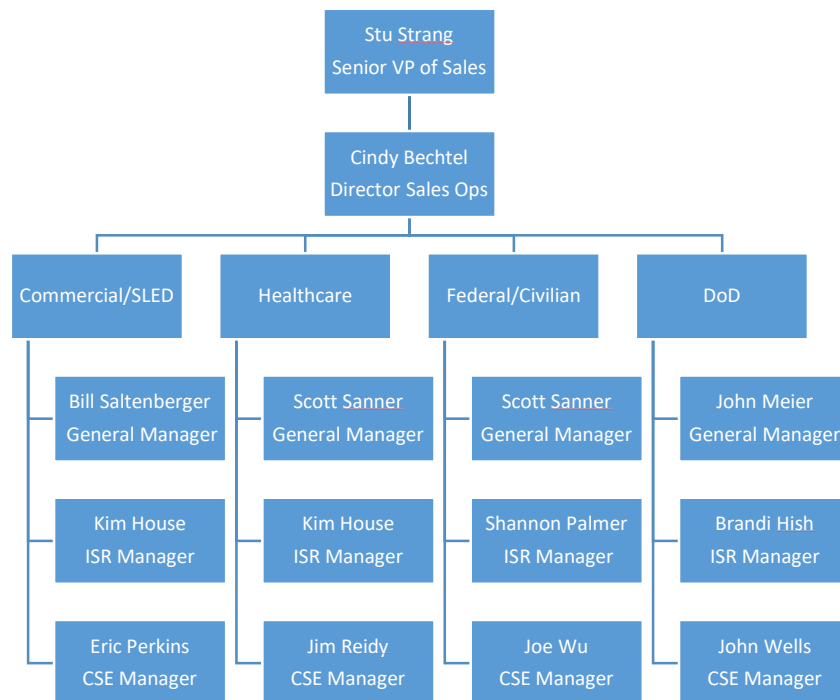 Stu Strang
Senior VP of Sales
Cindy Bechtel
Director Sales Ops
Commercial/SLED
Healthcare
Federal/Civilian
DoD
Bill Saltenberger
General Manager
Scott Sanner
General Manager
Scott Sanner
General Manager
John Meier
General Manager
Kim House
ISR Manager
Kim House
ISR Manager
Shannon Palmer
ISR Manager
Brandi Hish
ISR Manager
Eric Perkins
CSE Manager
Jim Reidy
CSE Manager
Joe Wu
CSE Manager
John Wells
CSE Manager